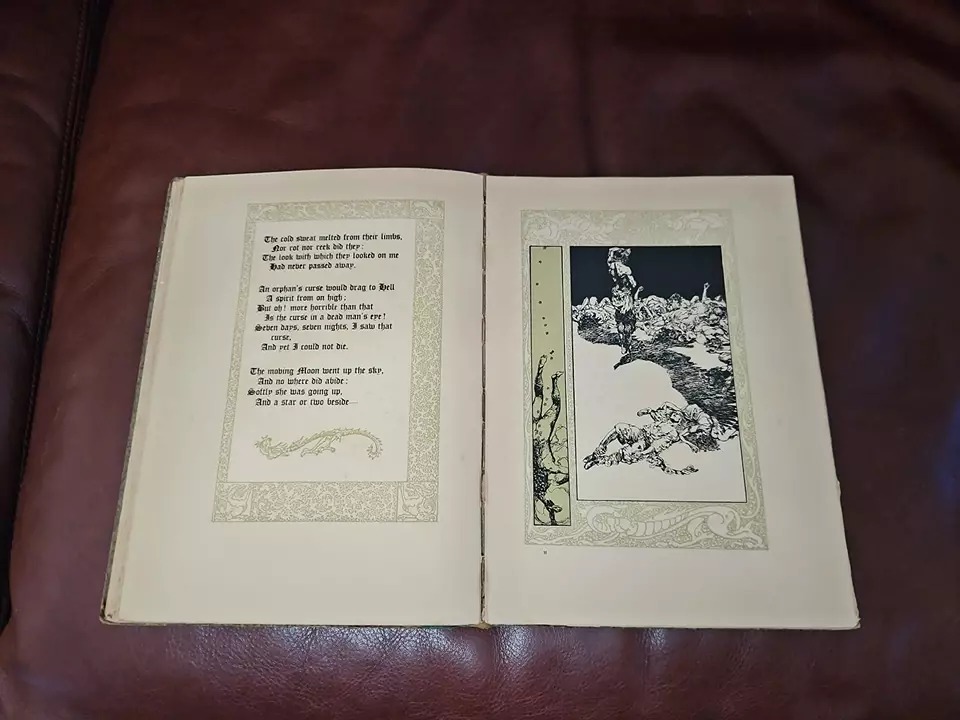 The cold sweat melted from their limbs,
Nor rot nor reek did they:
The look with which they looked on me
Had never passed away.
An orphan's curse would drag to Hell
A spirit from on high;
But oh! more horrible than that
Is the curse in a dead man's eye!
Seven days, seven nights, I saw that
curse,
And yet I could not die.
The moving Moon went up the sky,
And no where did abide:
Softly she was going up,
And a star or two beside—